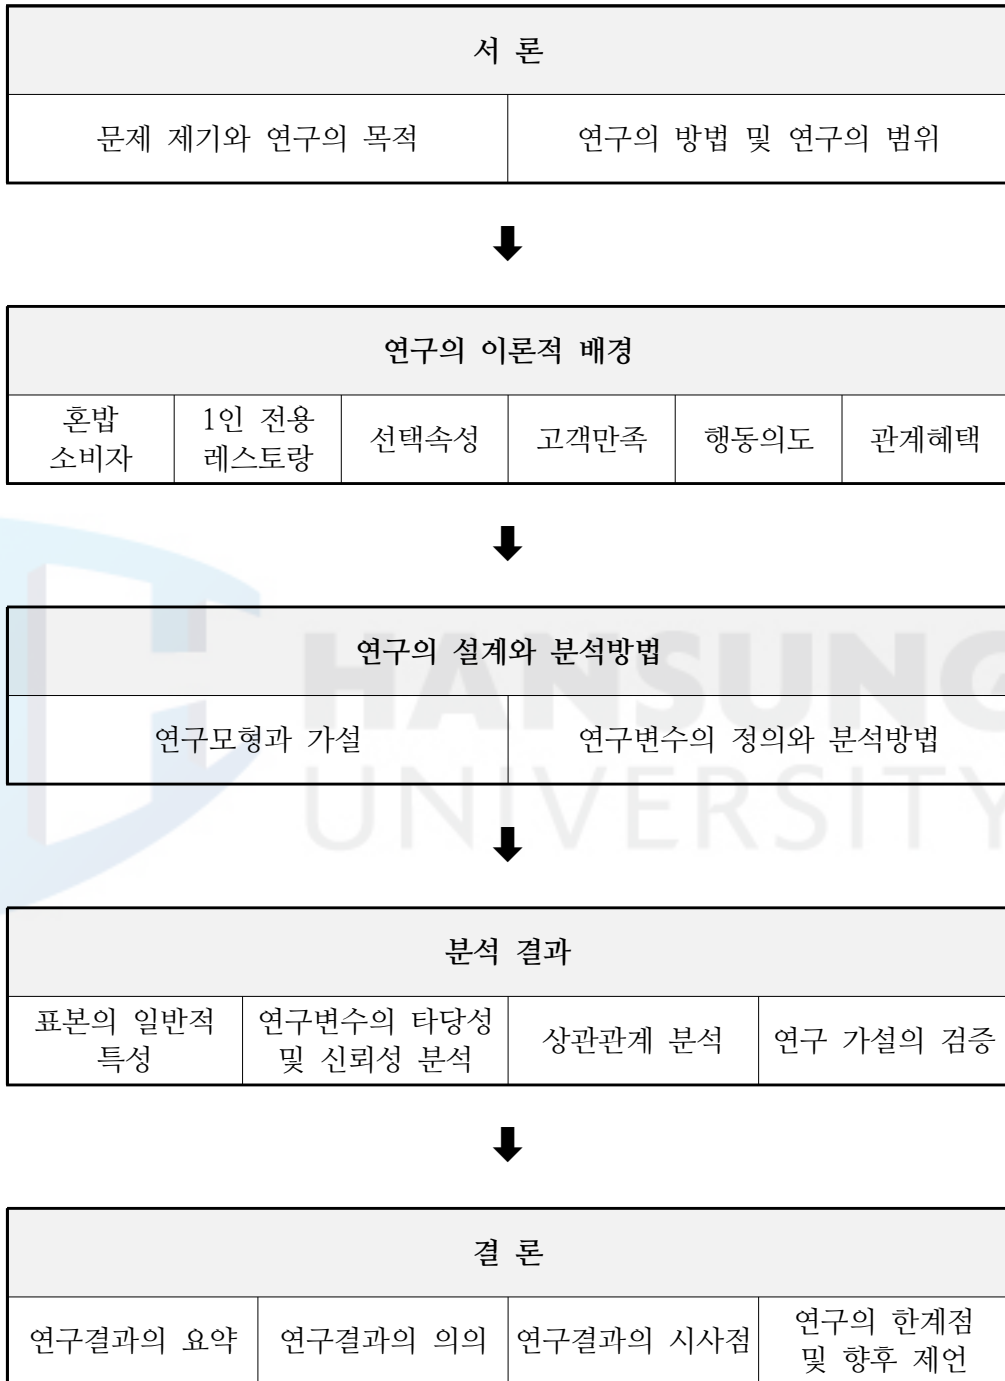 서 론
문제 제기와 연구의 목적
연구의 방법 및 연구의 범위
연구의 이론적 배경
혼밥
소비자
1인 전용
레스토랑
선택속성
고객만족
행동의도
관계혜택
연구의 설계와 분석방법
연구모형과 가설
연구변수의 정의와 분석방법
HANSUNG
UNIVERSITY
분석 결과
표본의 일반적
특성
연구변수의 타당성
및 신뢰성 분석
상관관계 분석
연구 가설의 검증
결 론
연구결과의 요약
연구결과의 의의
연구결과의 시사점
연구의 한계점
및 향후 제언